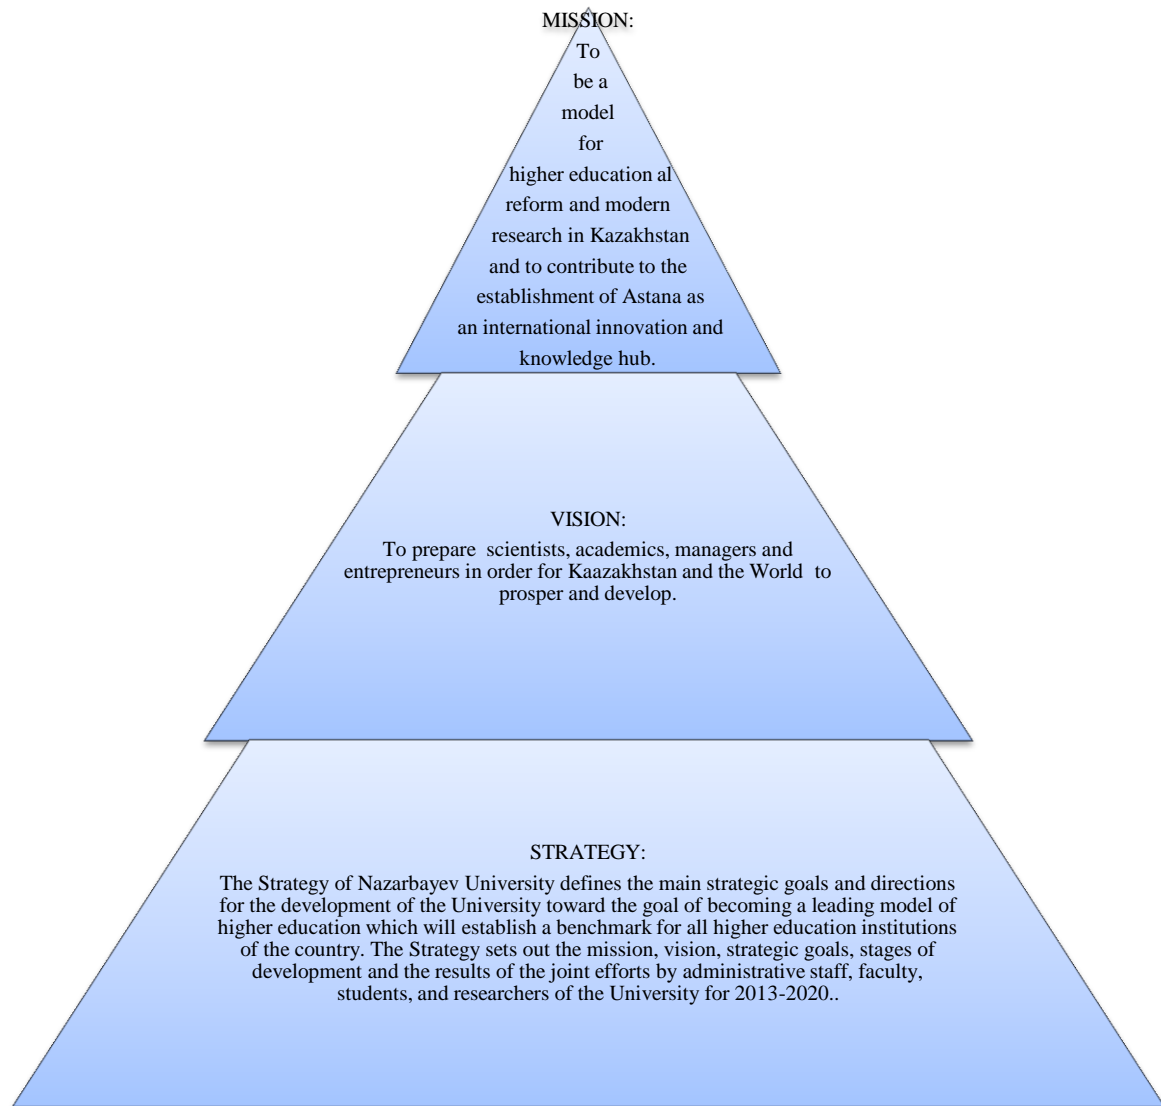 MISSION:
To
be a
model
for
higher education al
reform and modern
research in Kazakhstan
and to contribute to the
establishment of Astana as
an international innovation and
knowledge hub.
VISION:
To prepare  scientists, academics, managers and
entrepreneurs in order for Kaazakhstan and the World  to
prosper and develop.
STRATEGY:
The Strategy of Nazarbayev University defines the main strategic goals and directions
for the development of the University toward the goal of becoming a leading model of
higher education which will establish a benchmark for all higher education institutions
of the country. The Strategy sets out the mission, vision, strategic goals, stages of
development and the results of the joint efforts by administrative staff, faculty,
students, and researchers of the University for 2013-2020..